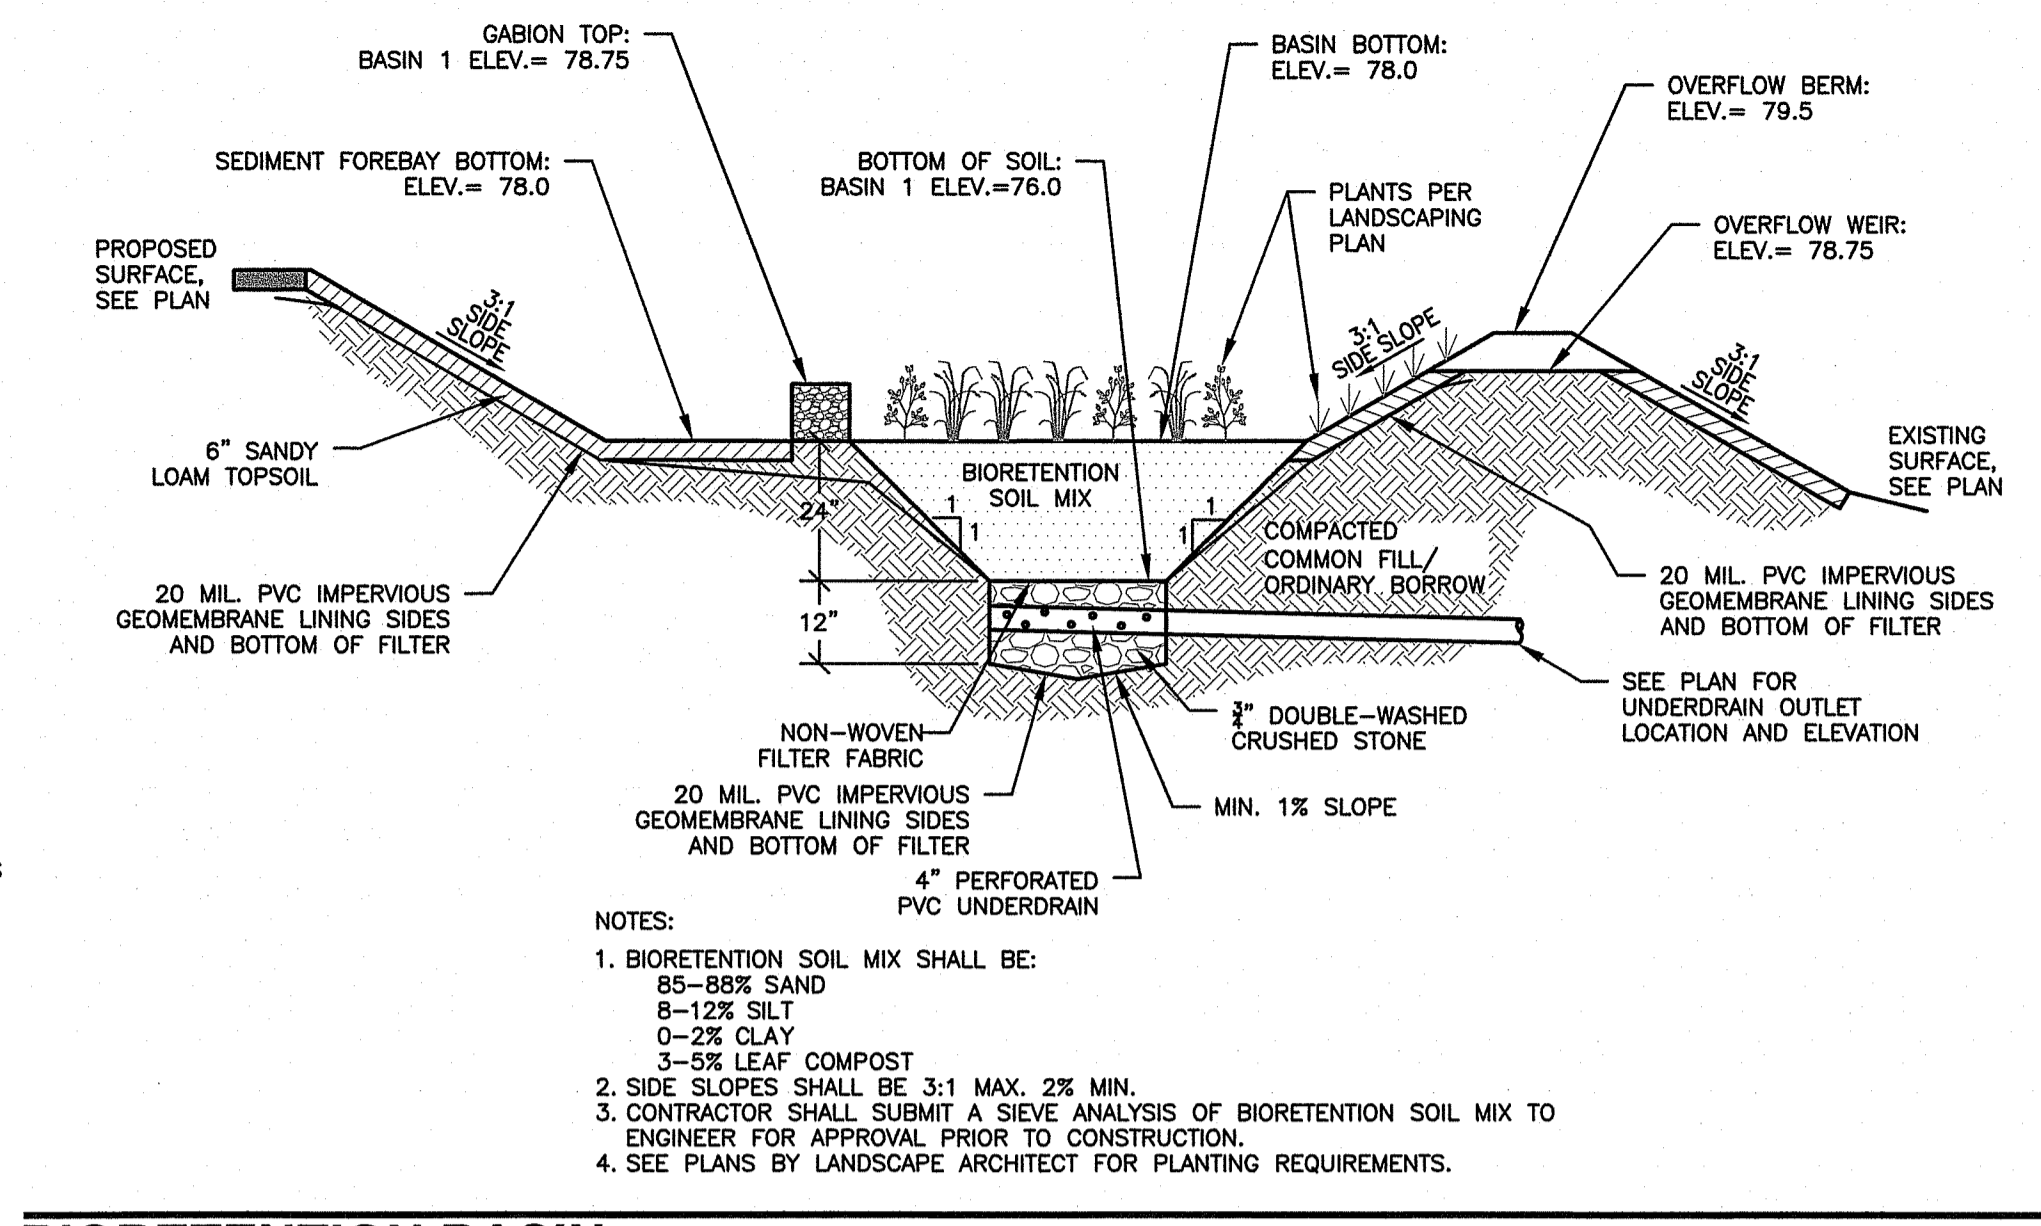 GABION TOP:
BASIN 1 ELEV.= 78.75
BASIN BOTTOM:
ELEV.= 78.0
OVERFLOW BERM:
ELEV.= 79.5
SEDIMENT FOREBAY BOTTOM:
ELEV.= 78.0
BOTTOM OF SOIL:
BASIN 1 ELEV.=76.0
PLANTS PER
LANDSCAPING
PLAN
OVERFLOW WEIR:
ELEV.= 78.75
PROPOSED
SURFACE,
SEE PLAN
3:1
SIDE
SLOPE
3:1
SIDE SLOPE
3:1
SIDE
SLOPE
6" SANDY
LOAM TOPSOIL
BIORETENTION
SOIL MIX
EXISTING
SURFACE,
SEE PLAN
24"
1
1
1
1
COMPACTED
COMMON FILL/
ORDINARY BORROW
12"
20 MIL. PVC IMPERVIOUS
GEOMEMBRANE LINING SIDES
AND BOTTOM OF FILTER
20 MIL. PVC IMPERVIOUS
GEOMEMBRANE LINING SIDES
AND BOTTOM OF FILTER
SEE PLAN FOR
UNDERDRAIN OUTLET
LOCATION AND ELEVATION
NON-WOVEN
FILTER FABRIC
¾" DOUBLE-WASHED
CRUSHED STONE
20 MIL. PVC IMPERVIOUS
GEOMEMBRANE LINING SIDES
AND BOTTOM OF FILTER
MIN. 1% SLOPE
4" PERFORATED
PVC UNDERDRAIN
NOTES:
1. BIORETENTION SOIL MIX SHALL BE:
85-88% SAND
8-12% SILT
0-2% CLAY
3-5% LEAF COMPOST
2. SIDE SLOPES SHALL BE 3:1 MAX. 2% MIN.
3. CONTRACTOR SHALL SUBMIT A SIEVE ANALYSIS OF BIORETENTION SOIL MIX TO
ENGINEER FOR APPROVAL PRIOR TO CONSTRUCTION.
4. SEE PLANS BY LANDSCAPE ARCHITECT FOR PLANTING REQUIREMENTS.